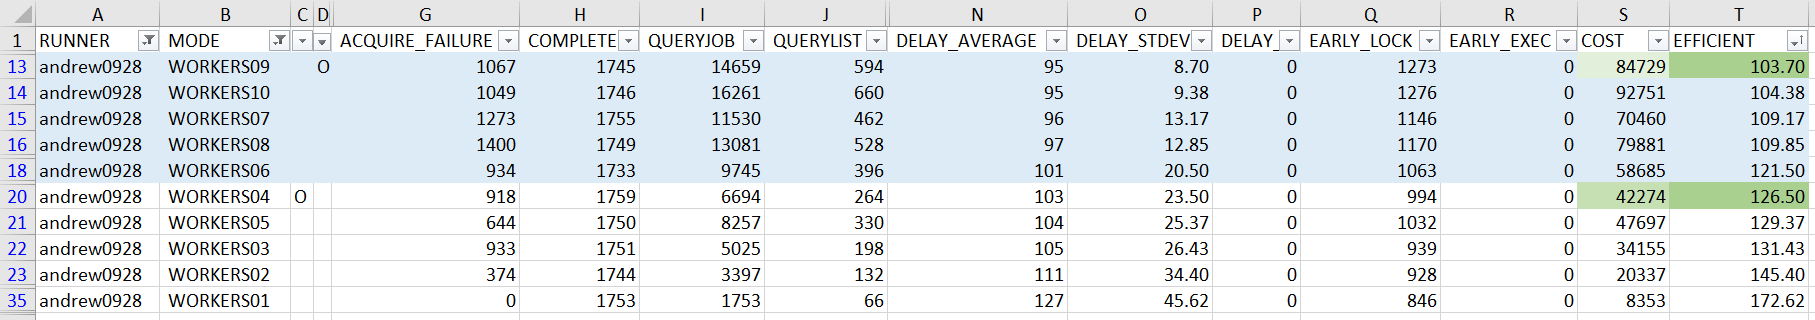 A B C D G H I J N O P Q R S T
1 RUNNER MODE ACQUIRE_FAILURE COMPLETE QUERYJOB QUERYLIST DELAY_AVERAGE DELAY_STDEV DELAY_ EARLY_LOCK EARLY_EXEC COST EFFICIENT
13 andrew0928 WORKERS09 O 1067 1745 14659 594 95 8.70 0 1273 0 84729 103.70
14 andrew0928 WORKERS10 1049 1746 16261 660 95 9.38 0 1276 0 92751 104.38
15 andrew0928 WORKERS07 1273 1755 11530 462 96 13.17 0 1146 0 70460 109.17
16 andrew0928 WORKERS08 1400 1749 13081 528 97 12.85 0 1170 0 79881 109.85
18 andrew0928 WORKERS06 934 1733 9745 396 101 20.50 0 1063 0 58685 121.50
20 andrew0928 WORKERS04 O 918 1759 6694 264 103 23.50 0 994 0 42274 126.50
21 andrew0928 WORKERS05 644 1750 8257 330 104 25.37 0 1032 0 47697 129.37
22 andrew0928 WORKERS03 933 1751 5025 198 105 26.43 0 939 0 34155 131.43
23 andrew0928 WORKERS02 374 1744 3397 132 111 34.40 0 928 0 20337 145.40
35 andrew0928 WORKERS01 0 1753 1753 66 127 45.62 0 846 0 8353 172.62